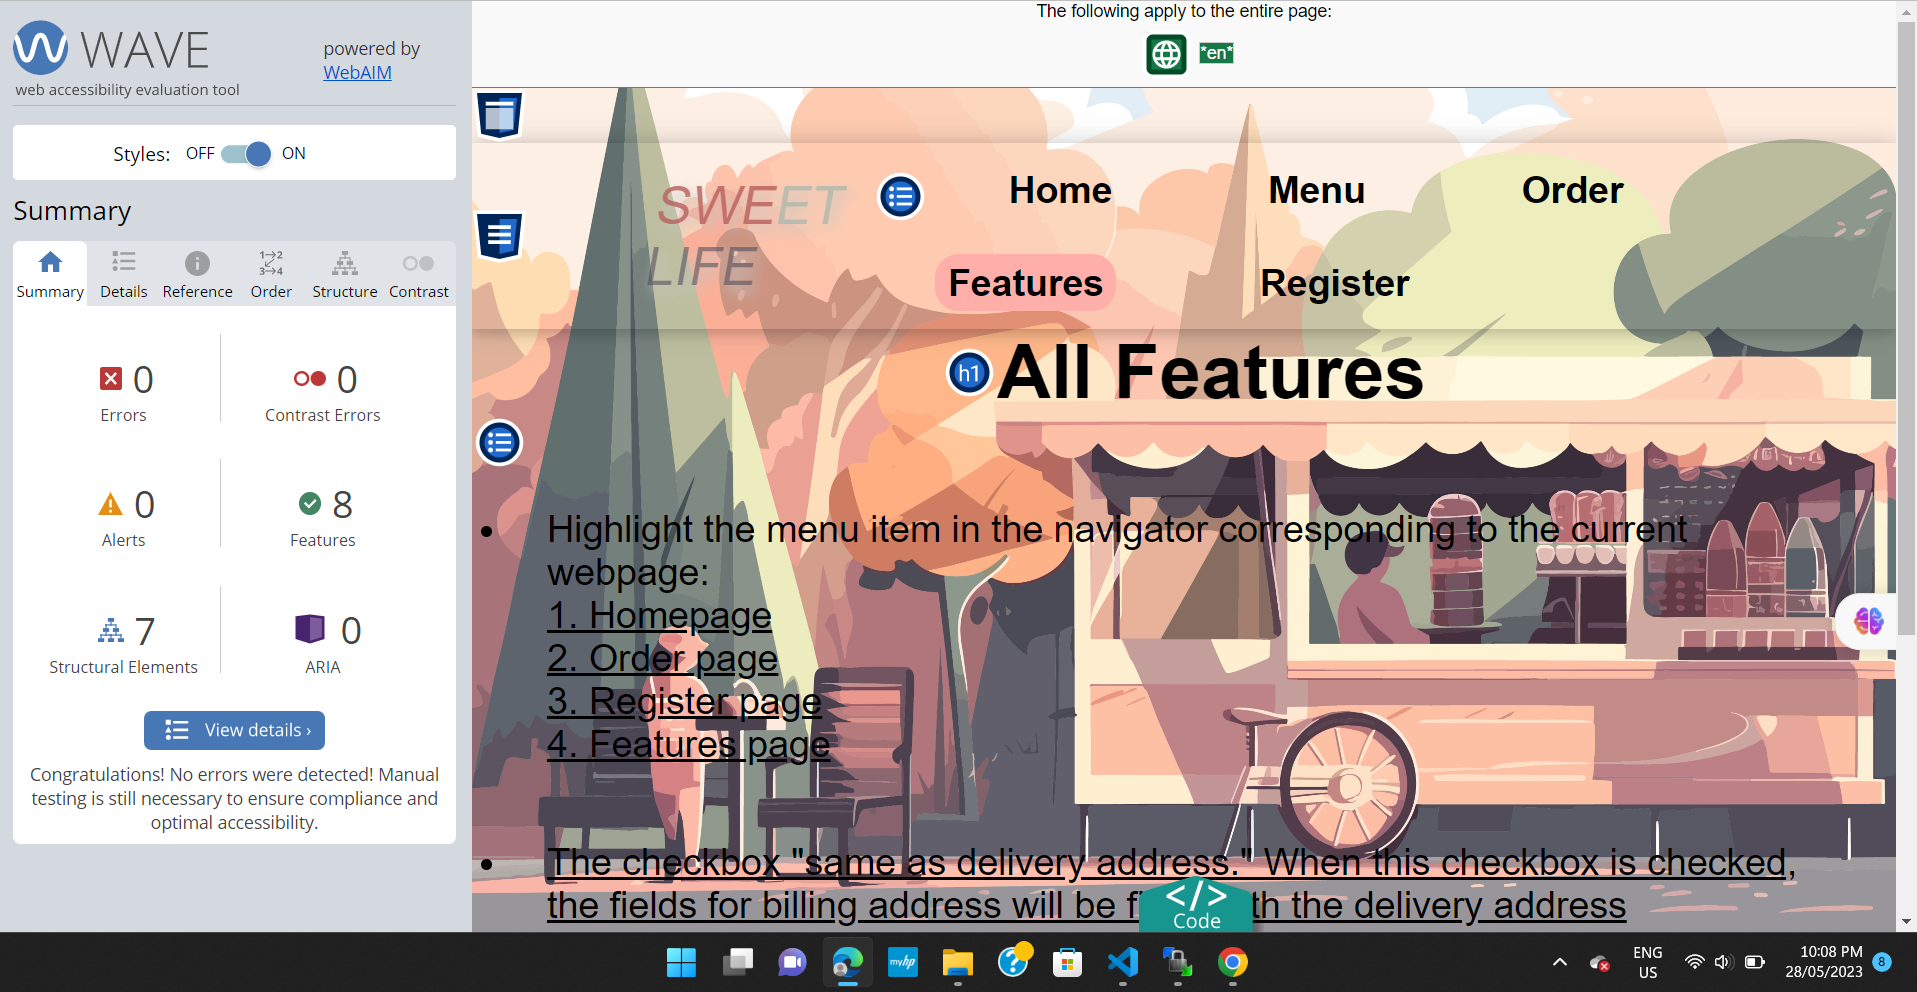 WAVE
powered by
WebAIM
web accessibility evaluation tool
Styles: OFF ON
Summary
Summary Details Reference Order Structure Contrast
0
Errors
0
Contrast Errors
0
Alerts
8
Features
7
Structural Elements
0
ARIA
View details ›
Congratulations! No errors were detected! Manual
testing is still necessary to ensure compliance and
optimal accessibility.
The following apply to the entire page:
*en*
SWEET
LIFE
Home Menu Order
Features Register
h1 All Features
• Highlight the menu item in the navigator corresponding to the current
webpage:
1. Homepage
2. Order page
3. Register page
4. Features page
• The checkbox "same as delivery address." When this checkbox is checked,
the fields for billing address will be fi th the delivery address
</> Code
myhp
ENG
US
10:08 PM
28/05/2023
8